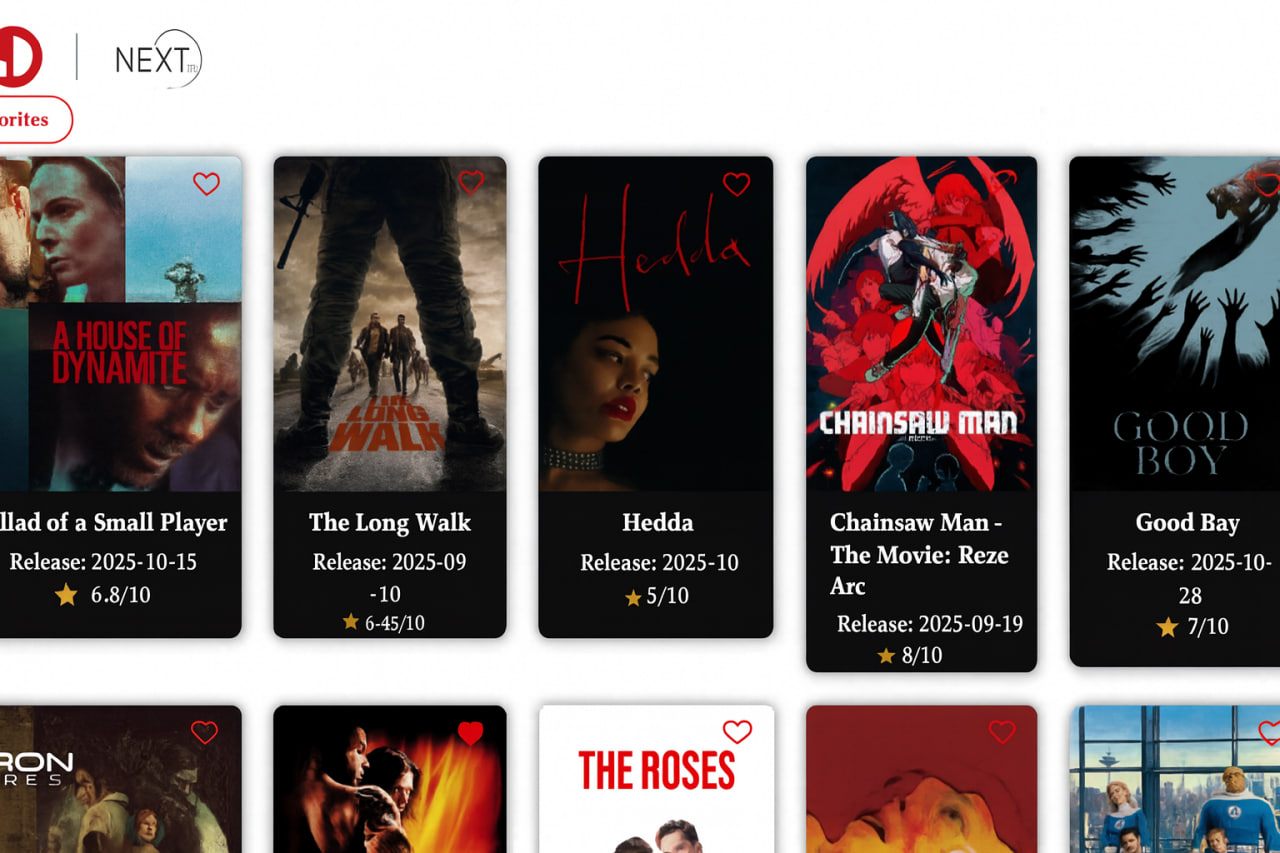 NEXT
orites
A HOUSE OF
DYNAMITE
THE
LONG
WALK
Hedda
CHAINSAW MAN
GOOD
BOY
llad of a Small Player
Release: 2025-10-15
6.8/10
The Long Walk
Release: 2025-09
-10
6-45/10
Hedda
Release: 2025-10
5/10
Chainsaw Man -
The Movie: Reze
Arc
Release: 2025-09-19
8/10
Good Bay
Release: 2025-10-
28
7/10
RON
RES
THE ROSES